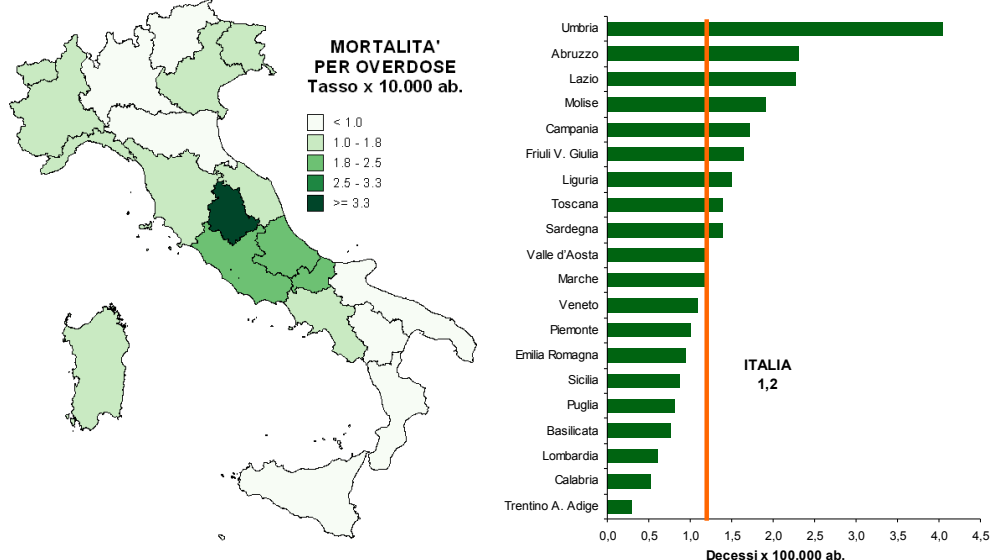 MORTALITA'
PER OVERDOSE
Tasso x 10.000 ab.
< 1.0
1.0 - 1.8
1.8 - 2.5
2.5 - 3.3
>= 3.3
Umbria
Abruzzo
Lazio
Molise
Campania
Friuli V. Giulia
Liguria
Toscana
Sardegna
Valle d'Aosta
Marche
Veneto
Piemonte
Emilia Romagna
Sicilia
Puglia
Basilicata
Lombardia
Calabria
Trentino A. Adige
ITALIA
1,2
0,0 0,5 1,0 1,5 2,0 2,5 3,0 3,5 4,0 4,5
Decessi x 100.000 ab.